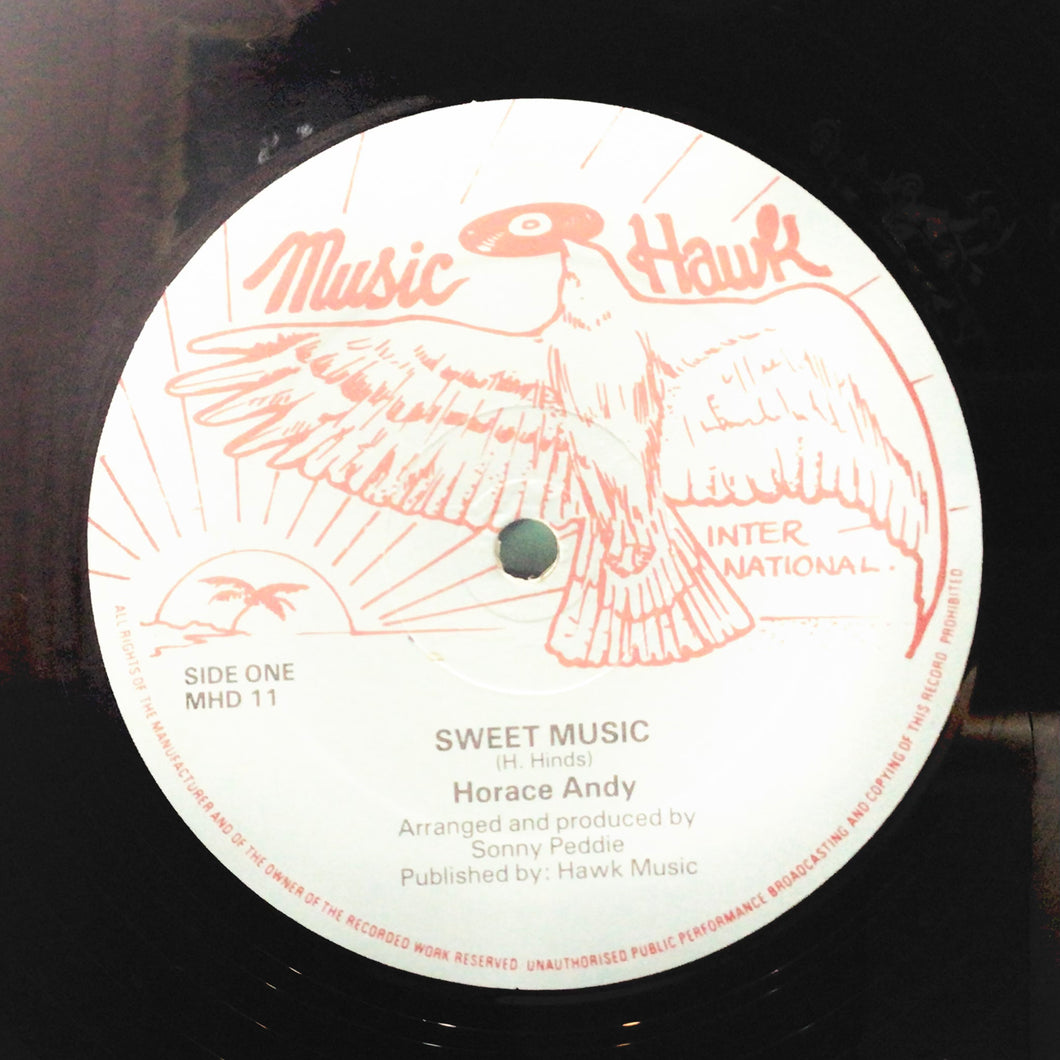 Music Hawk
INTER
NATIONAL.
SIDE ONE
MHD 11
SWEET MUSIC
(H. Hinds)
Horace Andy
Arranged and produced by
Sonny Peddie
Published by: Hawk Music
ALL RIGHTS OF THE MANUFACTURER AND OF THE OWNER OF THE RECORDED WORK RESERVED. UNAUTHORISED PUBLIC PERFORMANCE BROADCASTING AND COPYING OF THIS RECORD PROHIBITED